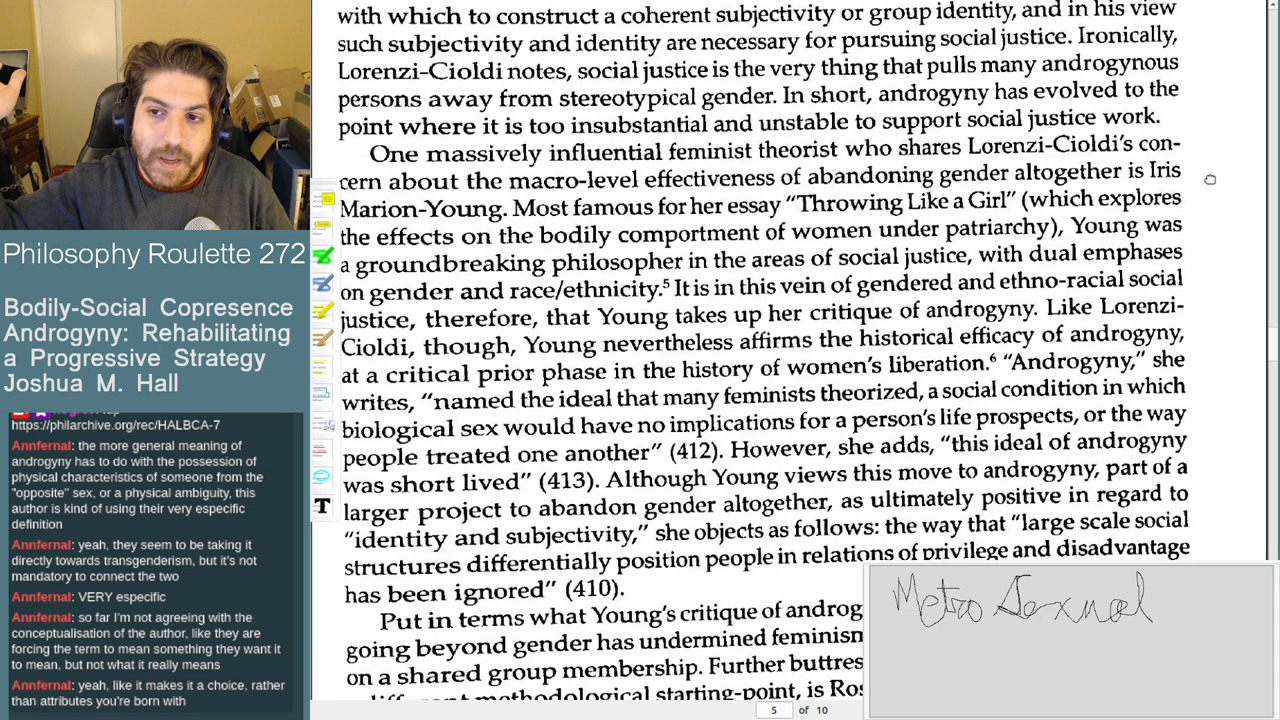 with which to construct a coherent subjectivity or group identity, and in his view
such subjectivity and identity are necessary for pursuing social justice. Ironically,
Lorenzi-Cioldi notes, social justice is the very thing that pulls many androgynous
persons away from stereotypical gender. In short, androgyny has evolved to the
point where it is too insubstantial and unstable to support social justice work.
One massively influential feminist theorist who shares Lorenzi-Cioldi's con-
cern about the macro-level effectiveness of abandoning gender altogether is Iris
Marion-Young. Most famous for her essay "Throwing Like a Girl" (which explores
the effects on the bodily comportment of women under patriarchy), Young was
a groundbreaking philosopher in the areas of social justice, with dual emphases
on gender and race/ethnicity.⁵ It is in this vein of gendered and ethno-racial social
justice, therefore, that Young takes up her critique of androgyny. Like Lorenzi-
Cioldi, though, Young nevertheless affirms the historical efficacy of androgyny,
at a critical prior phase in the history of women's liberation.⁶ "Androgyny," she
writes, "named the ideal that many feminists theorized, a social condition in which
biological sex would have no implications for a person's life prospects, or the way
people treated one another" (412). However, she adds, "this ideal of androgyny
was short lived" (413). Although Young views this move to androgyny, part of a
larger project to abandon gender altogether, as ultimately positive in regard to
"identity and subjectivity," she objects as follows: the way that "large scale social
structures differentially position people in relations of privilege and disadvantage
has been ignored" (410).
Put in terms what Young's critique of androg
going beyond gender has undermined feminism
on a shared group membership. Further buttres
different methodological starting-point, is Ros
5 of 10
Metro Sexual
T
Philosophy Roulette 272
Bodily-Social Copresence
Androgyny: Rehabilitating
a Progressive Strategy
Joshua M. Hall
https://philarchive.org/rec/HALBCA-7
Annfernal: the more general meaning of
androgyny has to do with the possession of
physical characteristics of someone from the
"opposite" sex, or a physical ambiguity, this
author is kind of using their very especific
definition
Annfernal: yeah, they seem to be taking it
directly towards transgenderism, but it's not
mandatory to connect the two
Annfernal: VERY especific
Annfernal: so far I'm not agreeing with the
conceptualisation of the author, like they are
forcing the term to mean something they want it
to mean, but not what it really means
Annfernal: yeah, like it makes it a choice, rather
than attributes you're born with